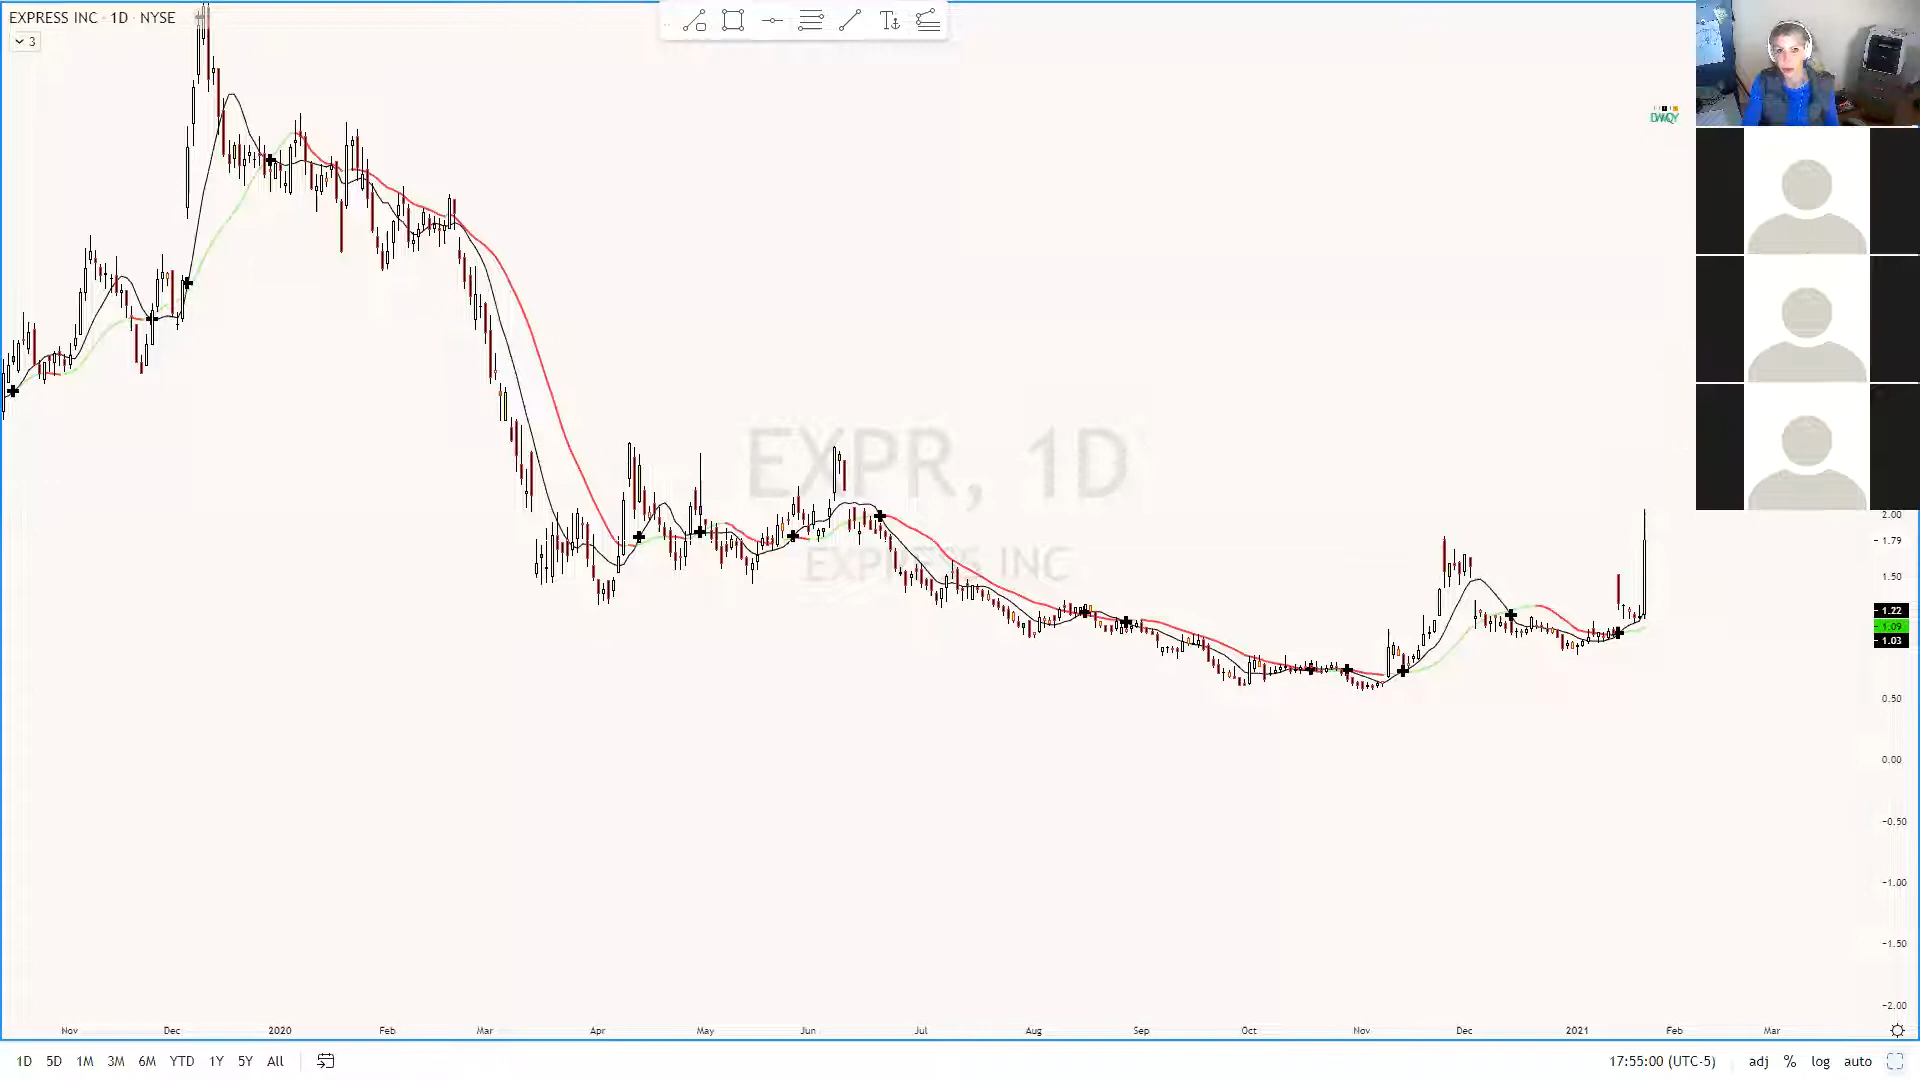 EXPRESS INC · 1D · NYSE
3
DWQY
EXPR, 1D
EXPRESS INC
2.00
1.79
1.50
1.22
1.09
1.03
0.50
0.00
−0.50
−1.00
−1.50
−2.00
Nov Dec 2020 Feb Mar Apr May Jun Jul Aug Sep Oct Nov Dec 2021 Feb Mar
1D 5D 1M 3M 6M YTD 1Y 5Y All 17:55:00 (UTC-5) adj % log auto